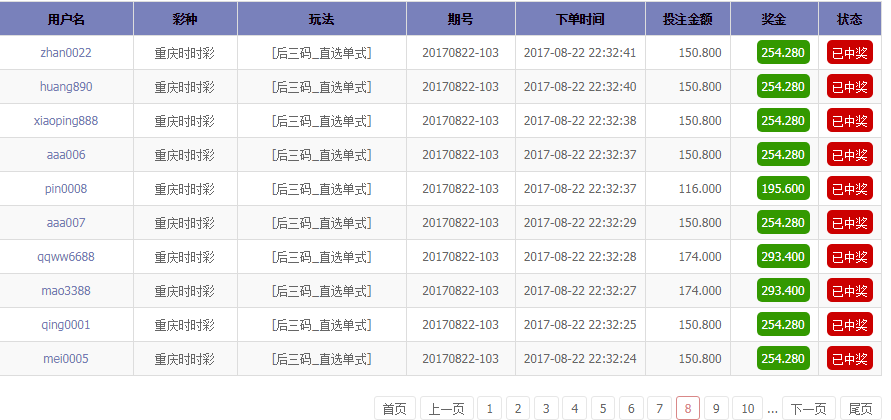 用户名 彩种 玩法 期号 下单时间 投注金额 奖金 状态
zhan0022 重庆时时彩 [后三码_直选单式] 20170822-103 2017-08-22 22:32:41 150.800 254.280 已中奖
huang890 重庆时时彩 [后三码_直选单式] 20170822-103 2017-08-22 22:32:40 150.800 254.280 已中奖
xiaoping888 重庆时时彩 [后三码_直选单式] 20170822-103 2017-08-22 22:32:38 150.800 254.280 已中奖
aaa006 重庆时时彩 [后三码_直选单式] 20170822-103 2017-08-22 22:32:37 150.800 254.280 已中奖
pin0008 重庆时时彩 [后三码_直选单式] 20170822-103 2017-08-22 22:32:37 116.000 195.600 已中奖
aaa007 重庆时时彩 [后三码_直选单式] 20170822-103 2017-08-22 22:32:29 150.800 254.280 已中奖
qqww6688 重庆时时彩 [后三码_直选单式] 20170822-103 2017-08-22 22:32:28 174.000 293.400 已中奖
mao3388 重庆时时彩 [后三码_直选单式] 20170822-103 2017-08-22 22:32:27 174.000 293.400 已中奖
qing0001 重庆时时彩 [后三码_直选单式] 20170822-103 2017-08-22 22:32:25 150.800 254.280 已中奖
mei0005 重庆时时彩 [后三码_直选单式] 20170822-103 2017-08-22 22:32:24 150.800 254.280 已中奖
首页 上一页 1 2 3 4 5 6 7 8 9 10 ... 下一页 尾页